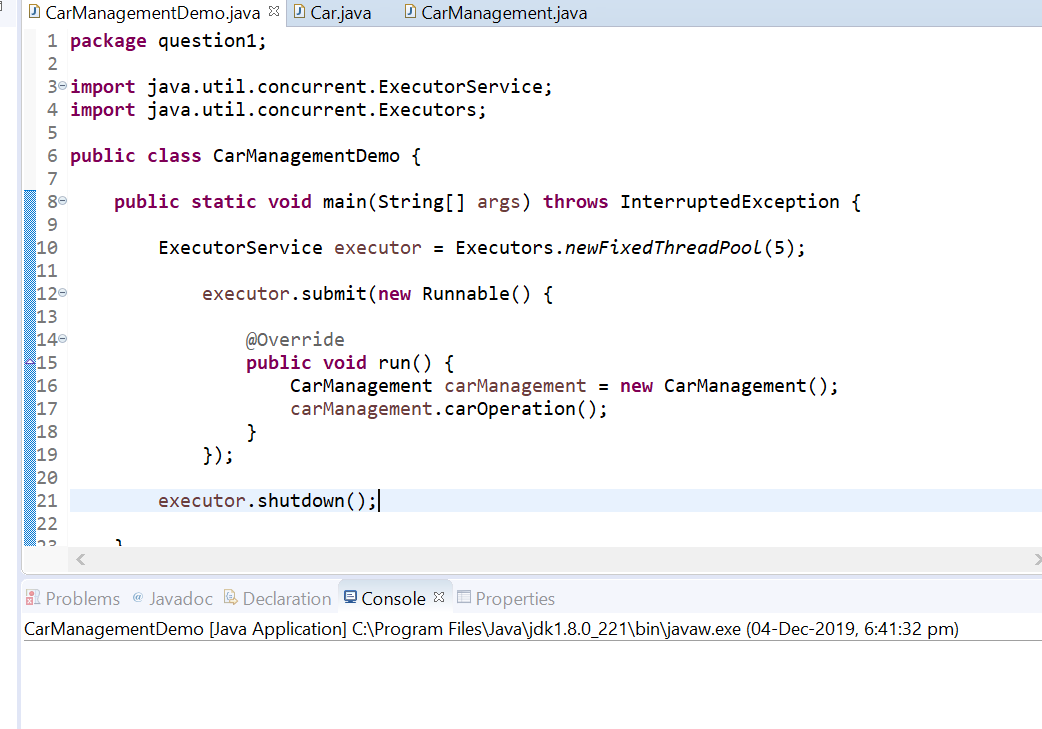 CarManagementDemo.java Car.java CarManagement.java
1 package question1;
2
3 import java.util.concurrent.ExecutorService;
4 import java.util.concurrent.Executors;
5
6 public class CarManagementDemo {
7
8 public static void main(String[] args) throws InterruptedException {
9
10 ExecutorService executor = Executors.newFixedThreadPool(5);
11
12 executor.submit(new Runnable() {
13
14 @Override
15 public void run() {
16 CarManagement carManagement = new CarManagement();
17 carManagement.carOperation();
18 }
19 });
20
21 executor.shutdown();
22
23 }
Problems @ Javadoc Declaration Console Properties
CarManagementDemo [Java Application] C:\Program Files\Java\jdk1.8.0_221\bin\javaw.exe (04-Dec-2019, 6:41:32 pm)